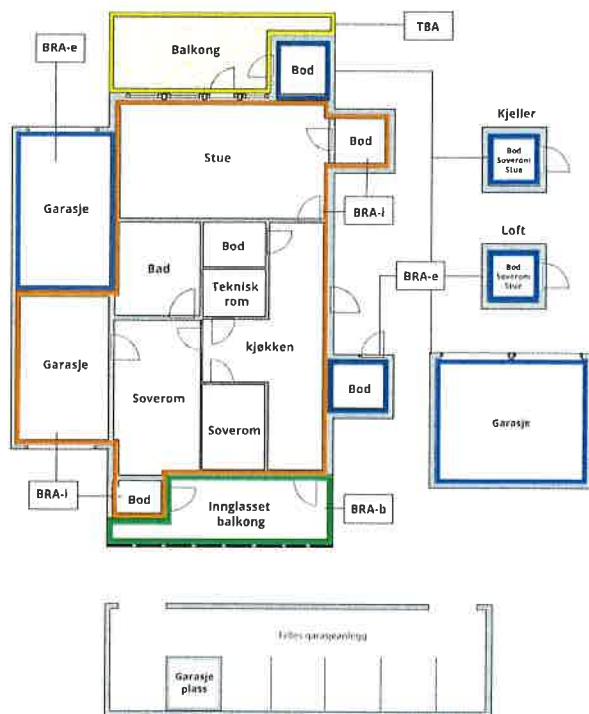 TBA
BRA-e
Balkong
Bod
Kjeller
Bod
Soverom
Stue
Bod
Stue
Garasje
BRA-i
Loft
Bod
Bad
Bod
Soverom
Stue
BRA-e
Teknisk
rom
kjøkken
Garasje
Bod
Soverom
Garasje
Soverom
BRA-i
Bod
Innglasset
balkong
BRA-b
Felles garasjeanlegg
Garasje
plass